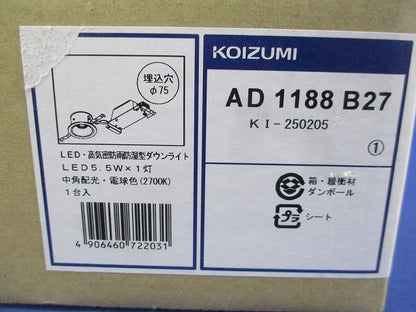 KOIZUMI
埋込穴
φ75
AD 1188 B27
KI-250205
①
LED・高気密防雨防湿型ダウンライト
LED5.5W×1灯
中角配光・電球色(2700K)
1台入
4 906460 722031
箱・緩衝材
ダンボール
プラ
シート